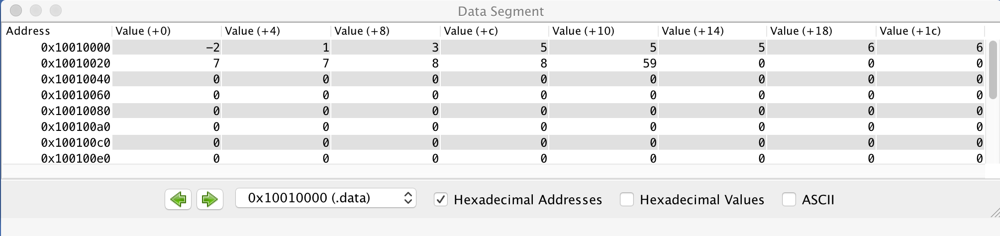 Data Segment
Address Value (+0) Value (+4) Value (+8) Value (+c) Value (+10) Value (+14) Value (+18) Value (+1c)
0x10010000 −2 1 3 5 5 5 6 6
0x10010020 7 7 8 8 59 0 0 0
0x10010040 0 0 0 0 0 0 0 0
0x10010060 0 0 0 0 0 0 0 0
0x10010080 0 0 0 0 0 0 0 0
0x100100a0 0 0 0 0 0 0 0 0
0x100100c0 0 0 0 0 0 0 0 0
0x100100e0 0 0 0 0 0 0 0 0
0x10010000 (.data) Hexadecimal Addresses Hexadecimal Values ASCII